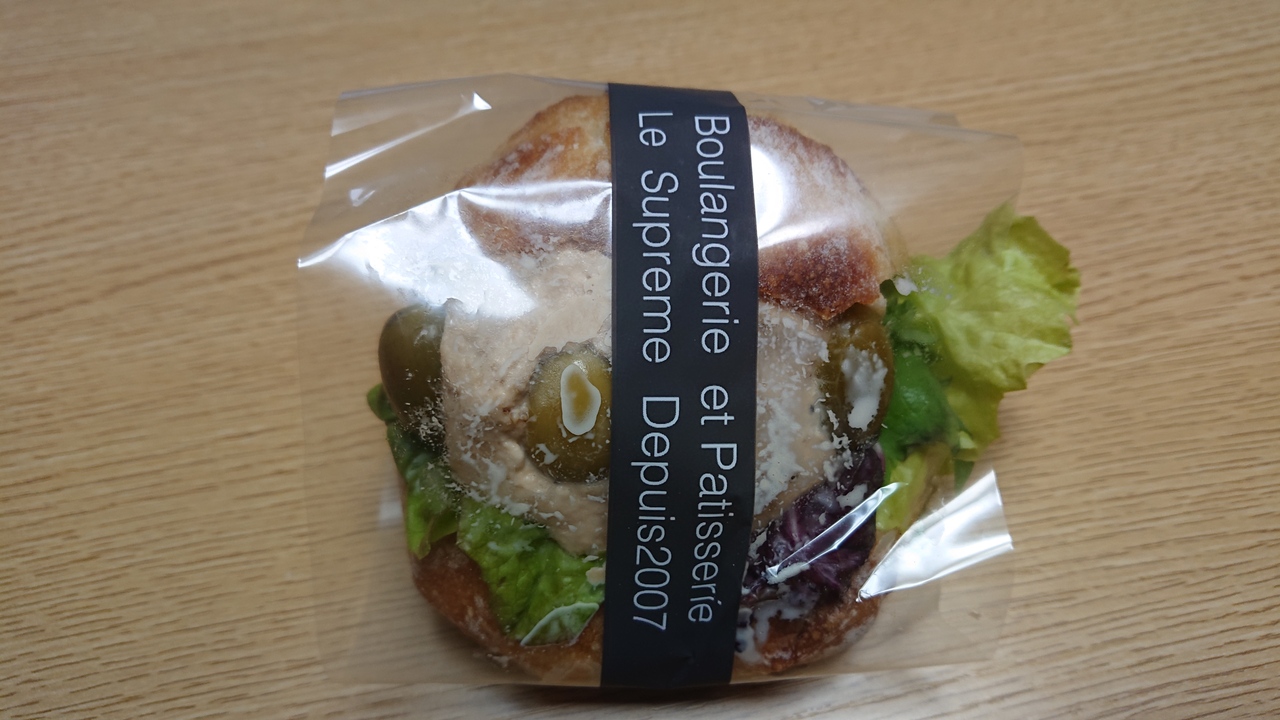 Boulangerie et Patisserie
Le Supreme Depuis2007